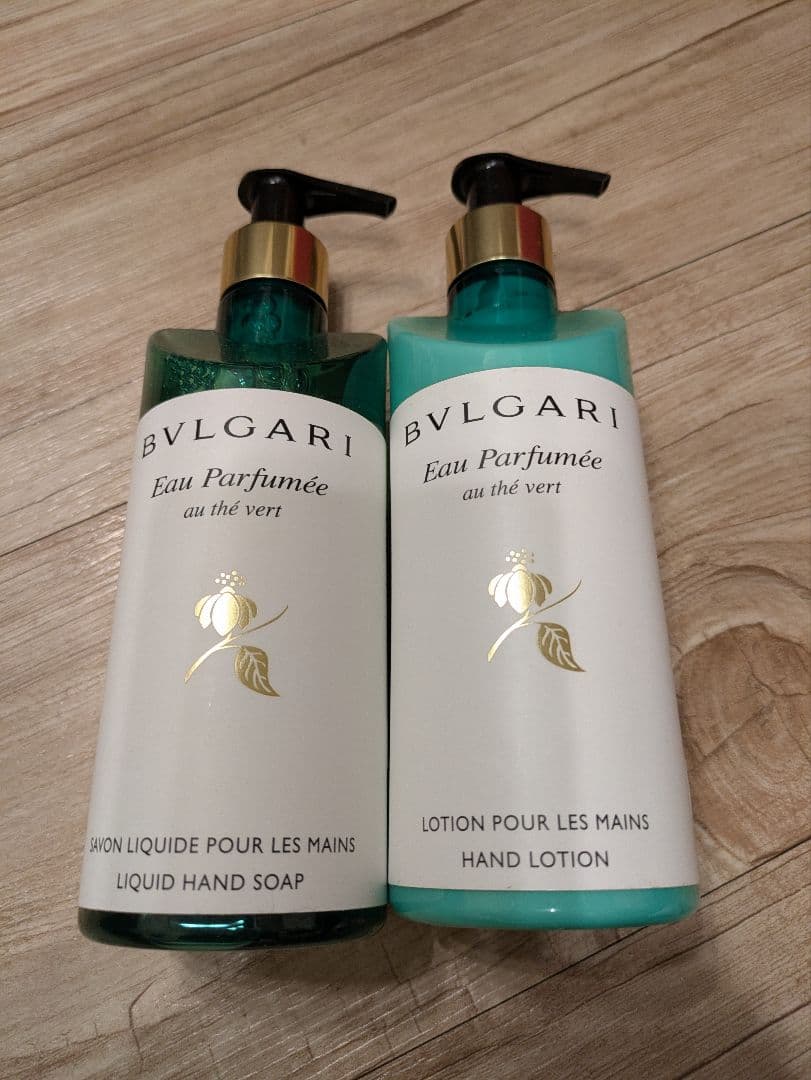 BVLGARI
Eau Parfumée
au thé vert
SAVON LIQUIDE POUR LES MAINS
LIQUID HAND SOAP
BVLGARI
Eau Parfumée
au thé vert
LOTION POUR LES MAINS
HAND LOTION